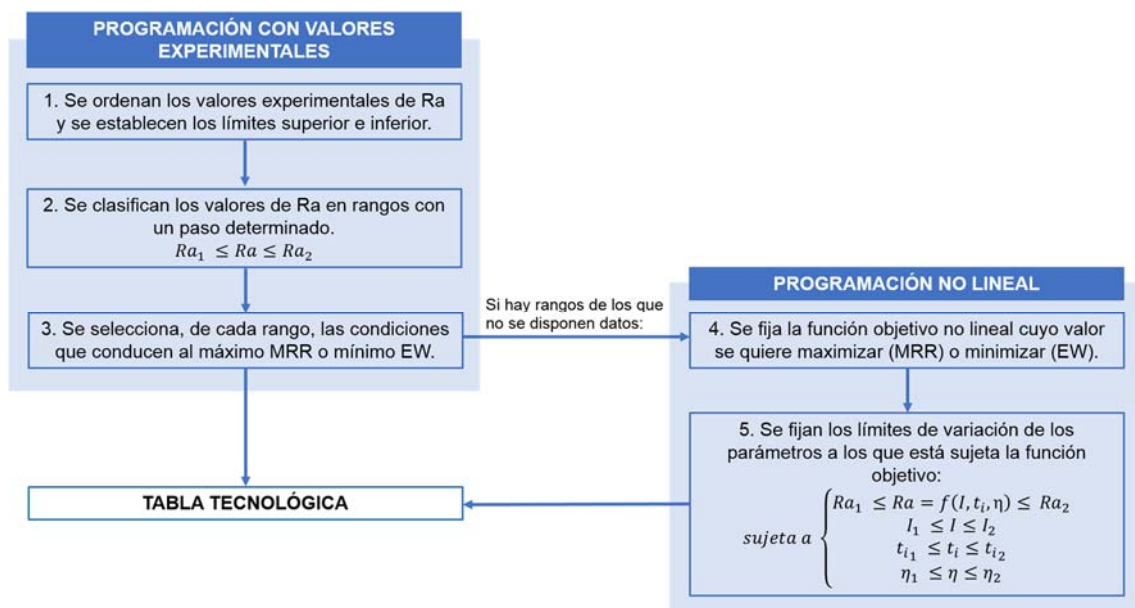 PROGRAMACIÓN CON VALORES
EXPERIMENTALES
1. Se ordenan los valores experimentales de Ra
y se establecen los límites superior e inferior.
2. Se clasifican los valores de Ra en rangos con
un paso determinado.
Ra₁ ≤ Ra ≤ Ra₂
3. Se selecciona, de cada rango, las condiciones
que conducen al máximo MRR o mínimo EW.
Si hay rangos de los que
no se disponen datos:
PROGRAMACIÓN NO LINEAL
4. Se fija la función objetivo no lineal cuyo valor
se quiere maximizar (MRR) o minimizar (EW).
5. Se fijan los límites de variación de los
parámetros a los que está sujeta la función
objetivo:
sujeta a
Ra₁ ≤ Ra = f(I, tᵢ, η) ≤ Ra₂
I₁ ≤ I ≤ I₂
tᵢ₁ ≤ tᵢ ≤ tᵢ₂
η₁ ≤ η ≤ η₂
TABLA TECNOLÓGICA